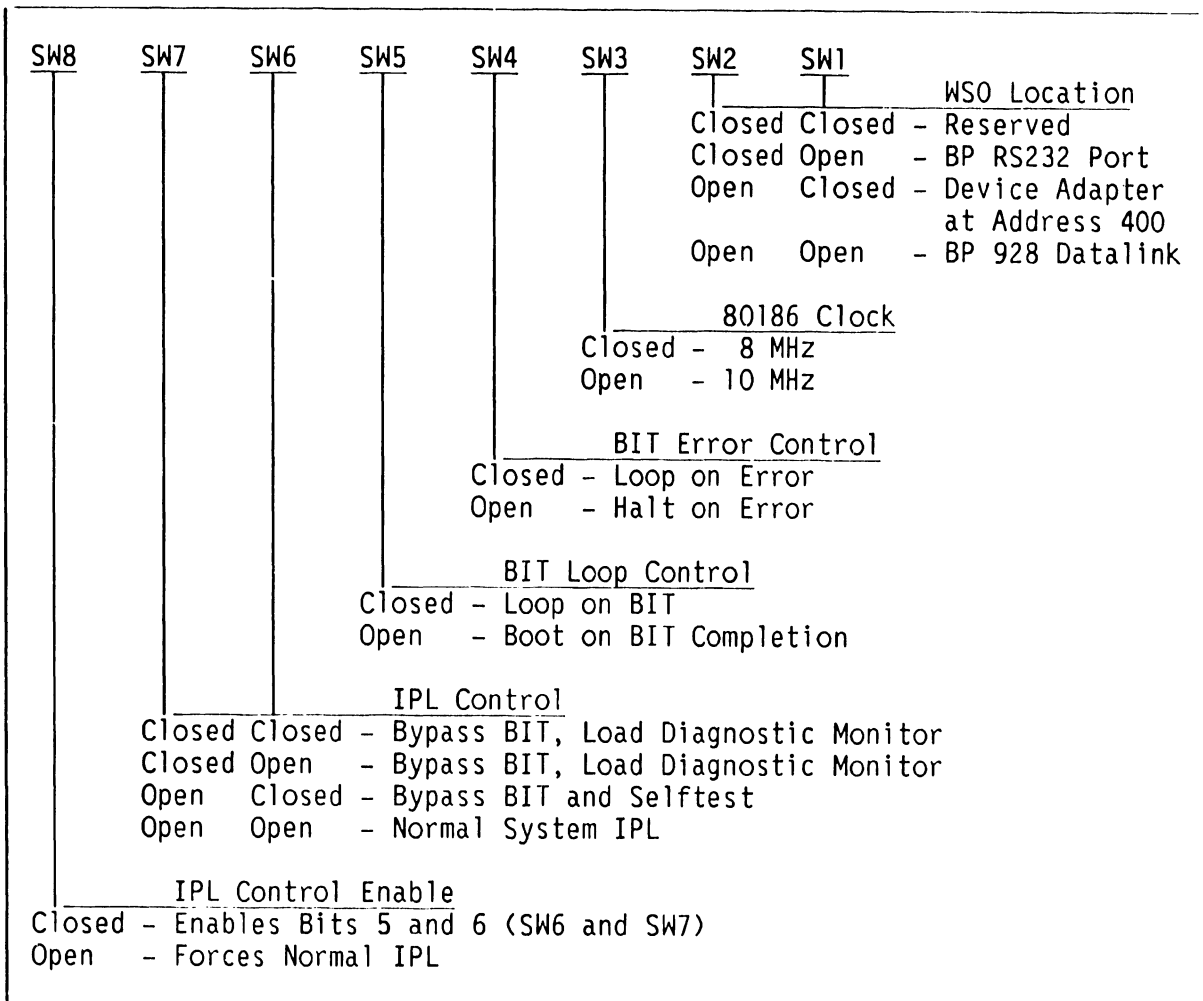 SW8 SW7 SW6 SW5 SW4 SW3 SW2 SW1
WSO Location
Closed Closed - Reserved
Closed Open - BP RS232 Port
Open Closed - Device Adapter
at Address 400
Open Open - BP 928 Datalink
80186 Clock
Closed - 8 MHz
Open - 10 MHz
BIT Error Control
Closed - Loop on Error
Open - Halt on Error
BIT Loop Control
Closed - Loop on BIT
Open - Boot on BIT Completion
IPL Control
Closed Closed - Bypass BIT, Load Diagnostic Monitor
Closed Open - Bypass BIT, Load Diagnostic Monitor
Open Closed - Bypass BIT and Selftest
Open Open - Normal System IPL
IPL Control Enable
Closed - Enables Bits 5 and 6 (SW6 and SW7)
Open - Forces Normal IPL